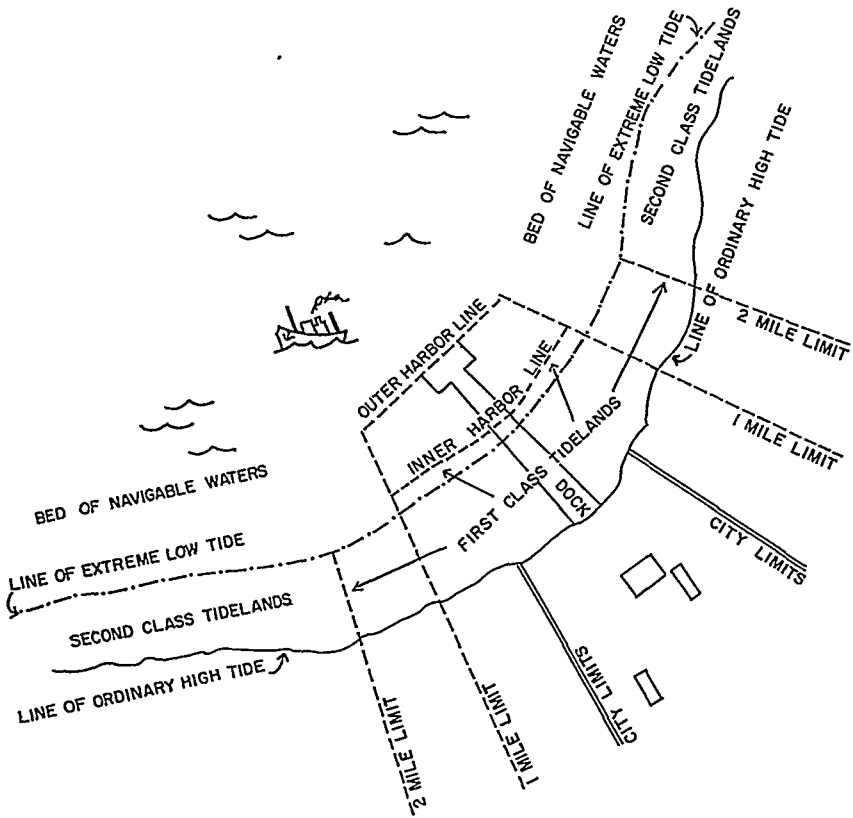 BED OF NAVIGABLE WATERS
LINE OF EXTREME LOW TIDE
SECOND CLASS TIDELANDS
LINE OF ORDINARY HIGH TIDE
2 MILE LIMIT
1 MILE LIMIT
OUTER HARBOR LINE
INNER HARBOR LINE
FIRST CLASS TIDELANDS
DOCK
CITY LIMITS
BED OF NAVIGABLE WATERS
LINE OF EXTREME LOW TIDE
SECOND CLASS TIDELANDS
LINE OF ORDINARY HIGH TIDE
2 MILE LIMIT
1 MILE LIMIT
CITY LIMITS